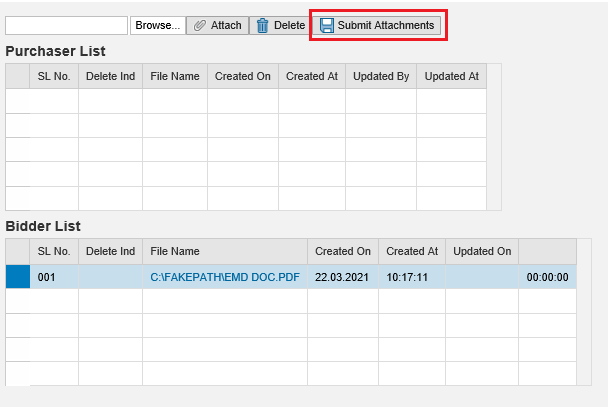 Browse... Attach Delete Submit Attachments
Purchaser List
SL No. Delete Ind File Name Created On Created At Updated By Updated At
Bidder List
SL No. Delete Ind File Name Created On Created At Updated On
001 C:\FAKEPATH\EMD DOC.PDF 22.03.2021 10:17:11 00:00:00